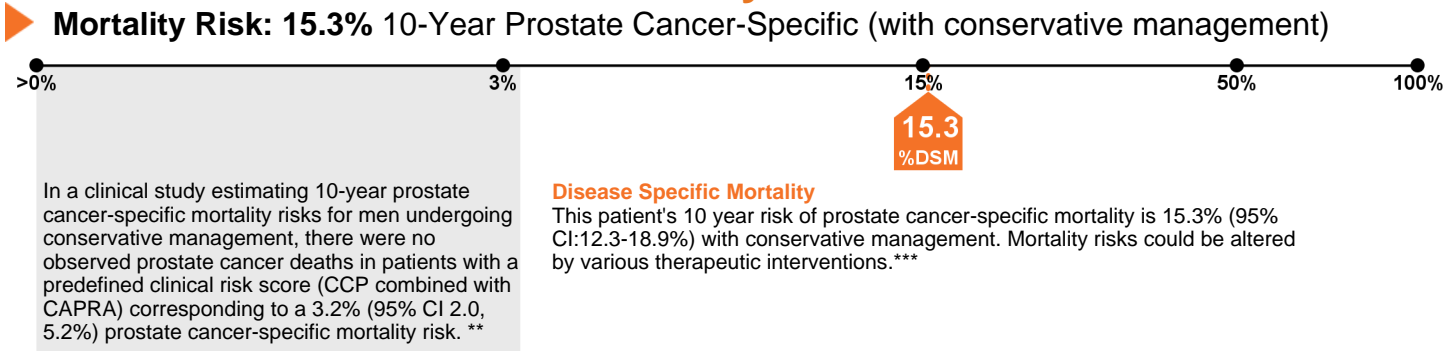 Mortality Risk: 15.3% 10-Year Prostate Cancer-Specific (with conservative management)
>0%
3%
15%
50%
100%
15.3
%DSM
In a clinical study estimating 10-year prostate
cancer-specific mortality risks for men undergoing
conservative management, there were no
observed prostate cancer deaths in patients with a
predefined clinical risk score (CCP combined with
CAPRA) corresponding to a 3.2% (95% CI 2.0,
5.2%) prostate cancer-specific mortality risk. **
Disease Specific Mortality
This patient's 10 year risk of prostate cancer-specific mortality is 15.3% (95%
CI:12.3-18.9%) with conservative management. Mortality risks could be altered
by various therapeutic interventions.***